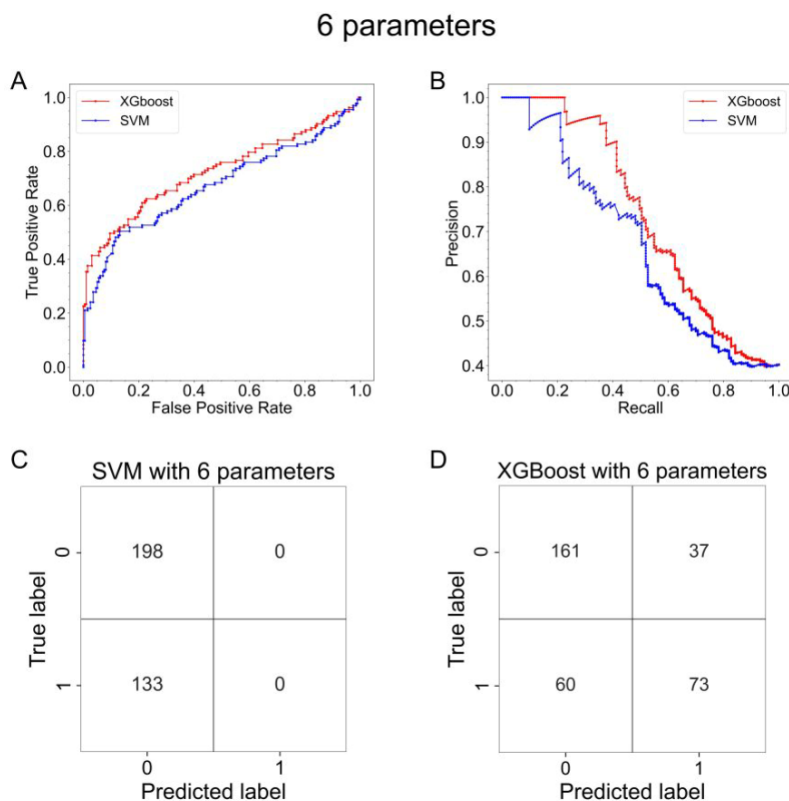 6 parameters
A
XGboost
SVM
True Positive Rate
1.0
0.8
0.6
0.4
0.2
0.0
0.0 0.2 0.4 0.6 0.8 1.0
False Positive Rate
B
XGboost
SVM
Precision
1.0
0.9
0.8
0.7
0.6
0.5
0.4
0.0 0.2 0.4 0.6 0.8 1.0
Recall
C
SVM with 6 parameters
True label
0
198 0
1
133 0
0 1
Predicted label
D
XGBoost with 6 parameters
True label
0
161 37
1
60 73
0 1
Predicted label